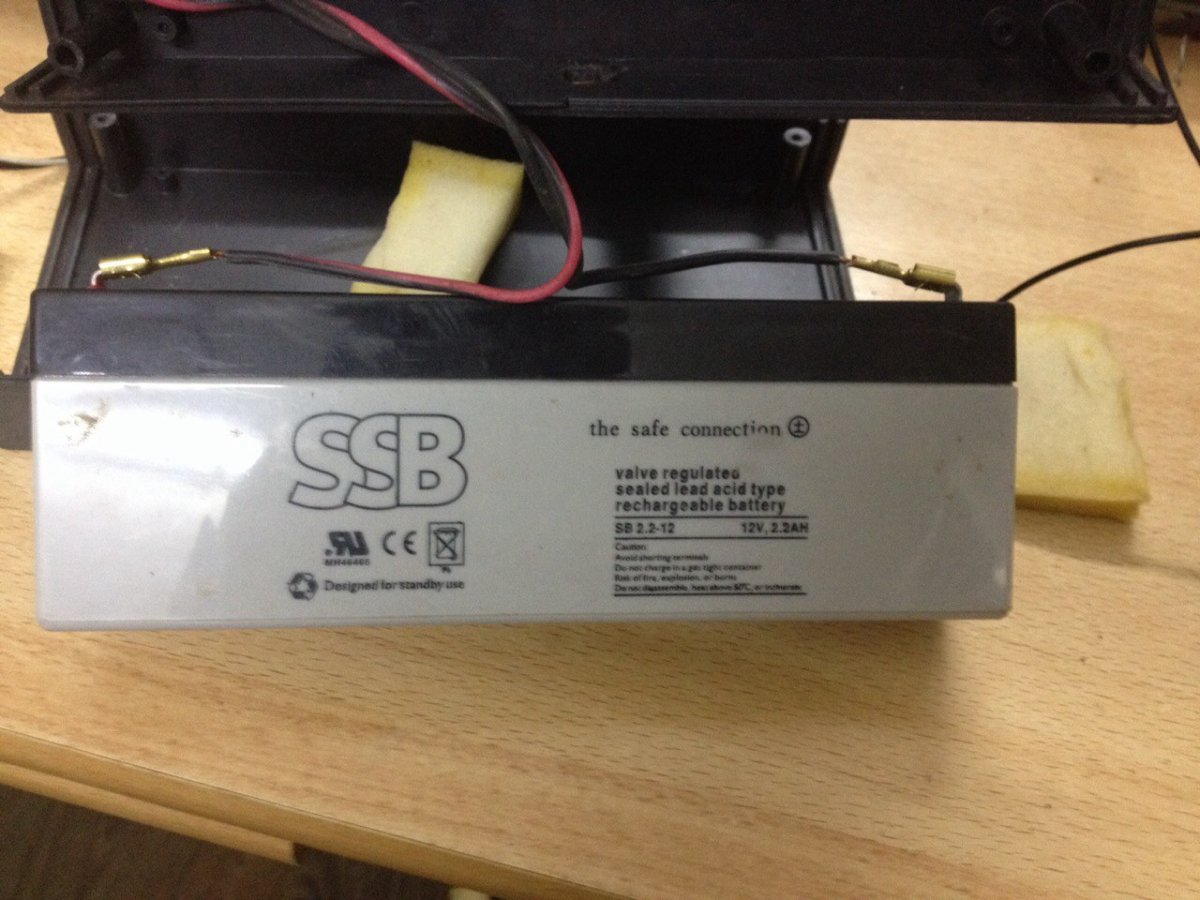 SSB
MH46465
CE
Pb
Designed for standby use
the safe connection
valve regulated
sealed lead acid type
rechargeable battery
SB 2.2-12 12V, 2.2AH
Caution:
Avoid shorting terminals
Do not charge in a gas tight container
Risk of fire, explosion, or burns
Do not disassemble, heat above 50°C, or incinerate